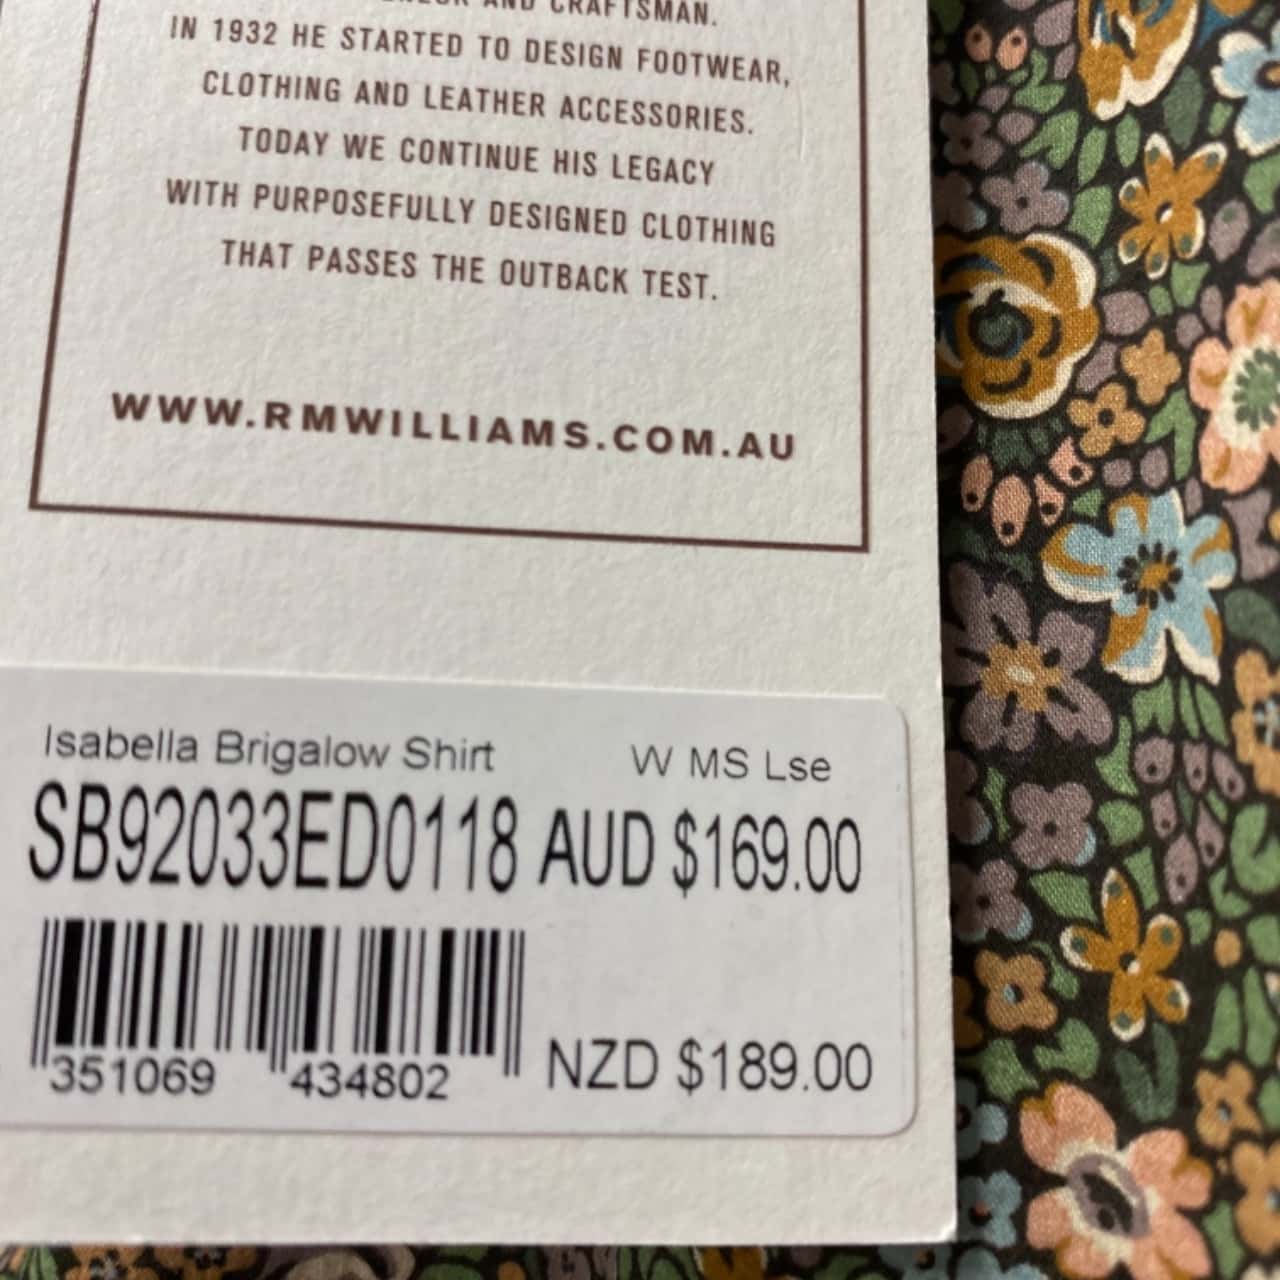 AND CRAFTSMAN.
IN 1932 HE STARTED TO DESIGN FOOTWEAR,
CLOTHING AND LEATHER ACCESSORIES.
TODAY WE CONTINUE HIS LEGACY
WITH PURPOSEFULLY DESIGNED CLOTHING
THAT PASSES THE OUTBACK TEST.
WWW.RMWILLIAMS.COM.AU
Isabella Brigalow Shirt W MS Lse
SB92033ED0118 AUD $169.00
351069 434802 NZD $189.00